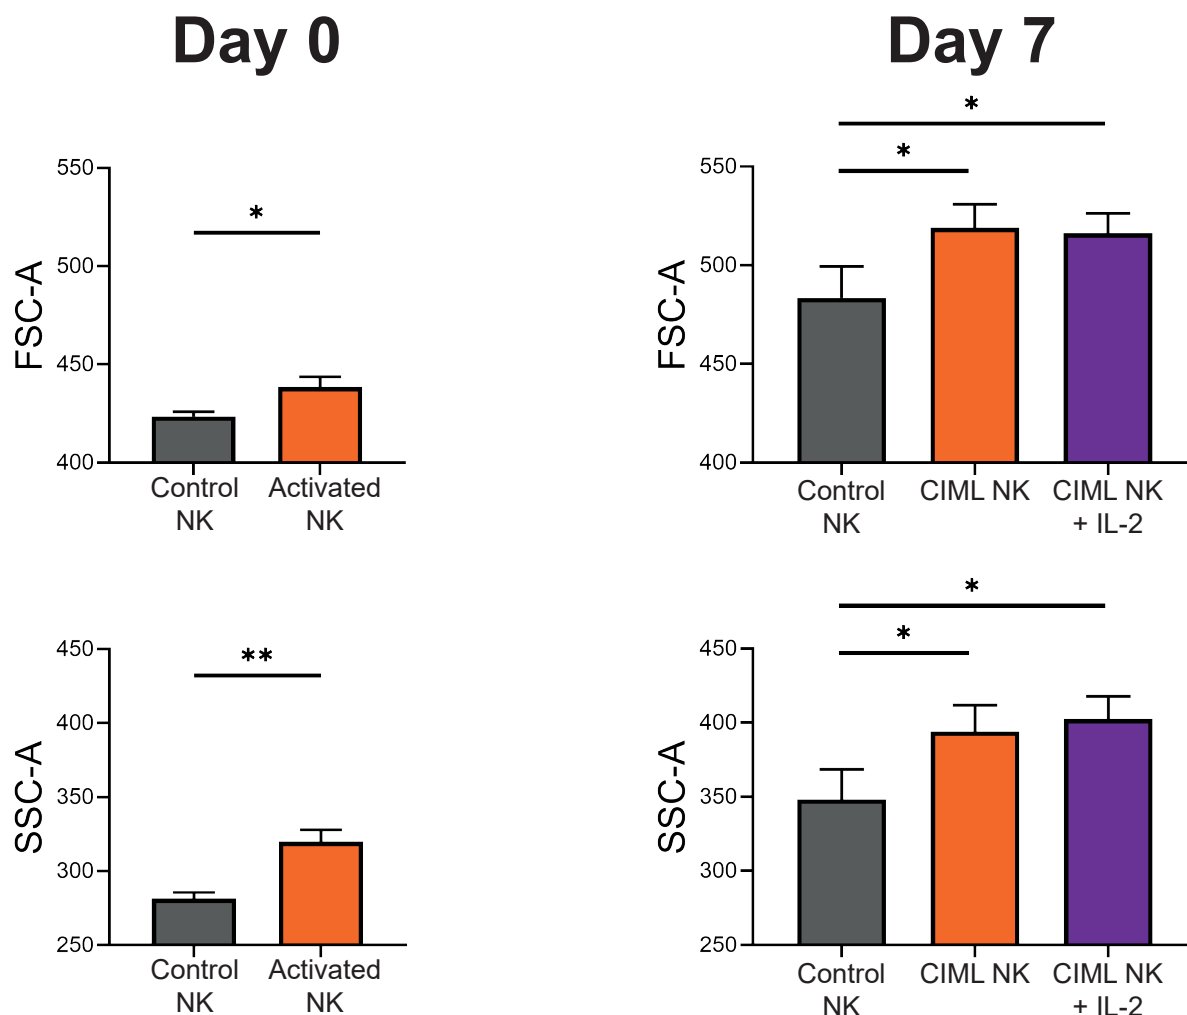 Day 0
Day 7
FSC-A
550
500
450
400
*
Control
NK
Activated
NK
FSC-A
550
500
450
400
*
*
Control
NK
CIML NK
CIML NK
+ IL-2
SSC-A
450
400
350
300
250
**
Control
NK
Activated
NK
SSC-A
450
400
350
300
250
*
*
Control
NK
CIML NK
CIML NK
+ IL-2